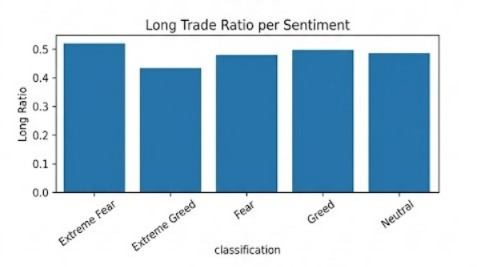 Long Trade Ratio per Sentiment
Long Ratio
0.5
0.4
0.3
0.2
0.1
0.0
Extreme Fear
Extreme Greed
Fear
Greed
Neutral
classification